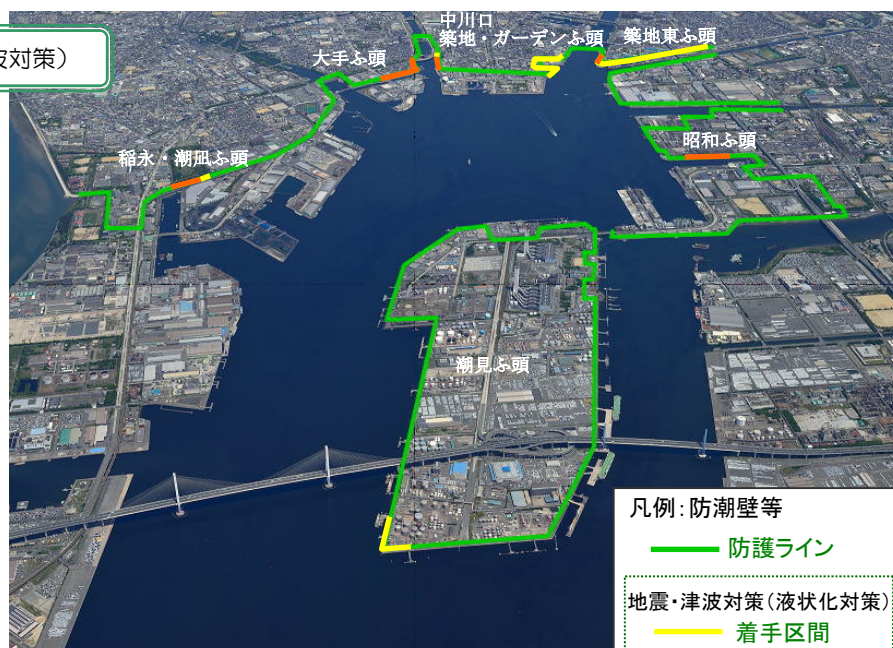 波対策)
中川口
築地・ガーデンふ頭
築地東ふ頭
大手ふ頭
稲永・潮凪ふ頭
昭和ふ頭
潮見ふ頭
凡例:防潮壁等
防護ライン
地震・津波対策(液状化対策)
着手区間